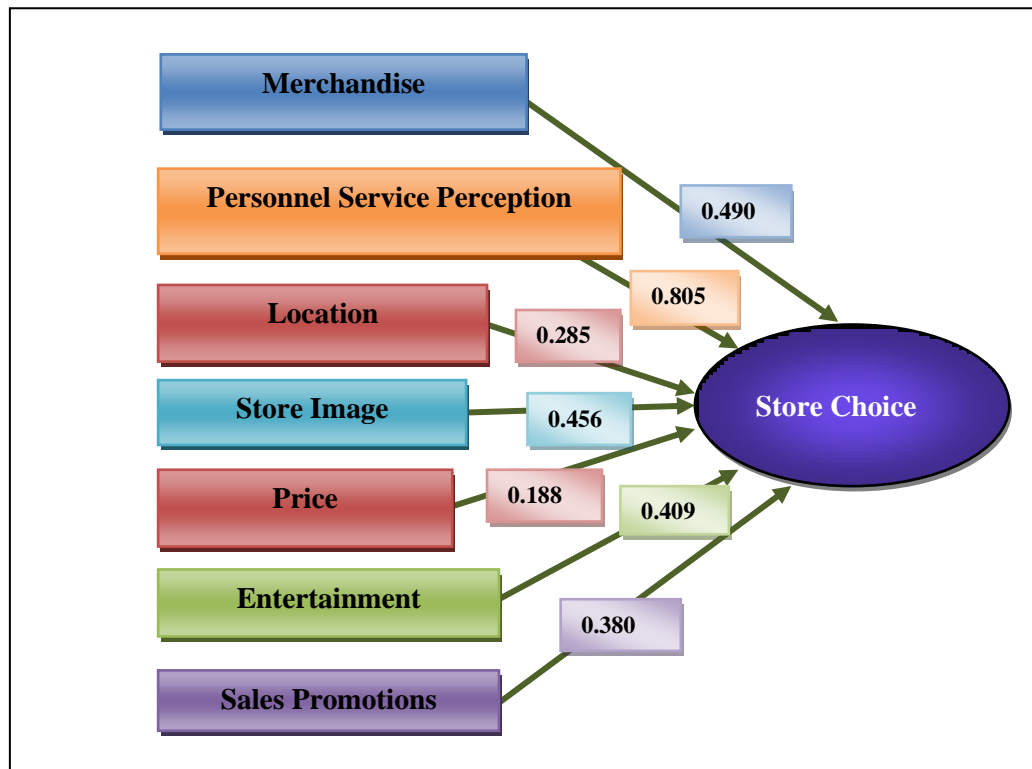 Merchandise
0.490
Personnel Service Perception
0.805
Location
0.285
Store Image
0.456
Store Choice
Price
0.188
Entertainment
0.409
Sales Promotions
0.380